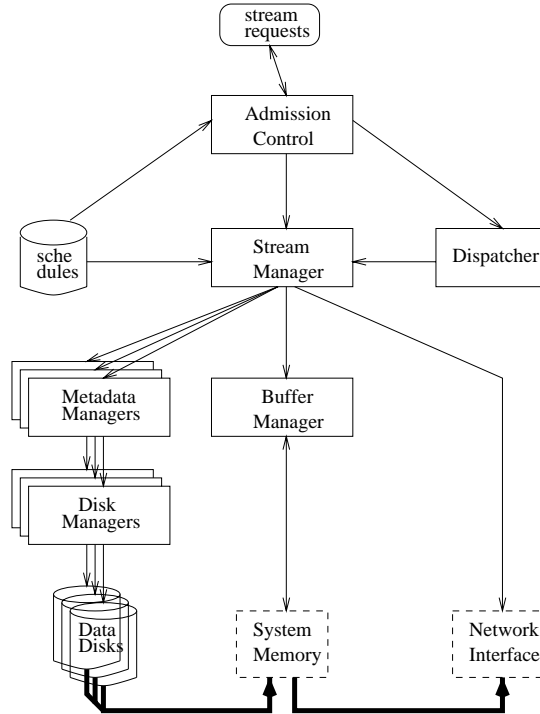 stream
requests
Admission
Control
sche
dules
Stream
Manager
Dispatcher
Metadata
Managers
Buffer
Manager
Disk
Managers
Data
Disks
System
Memory
Network
Interface